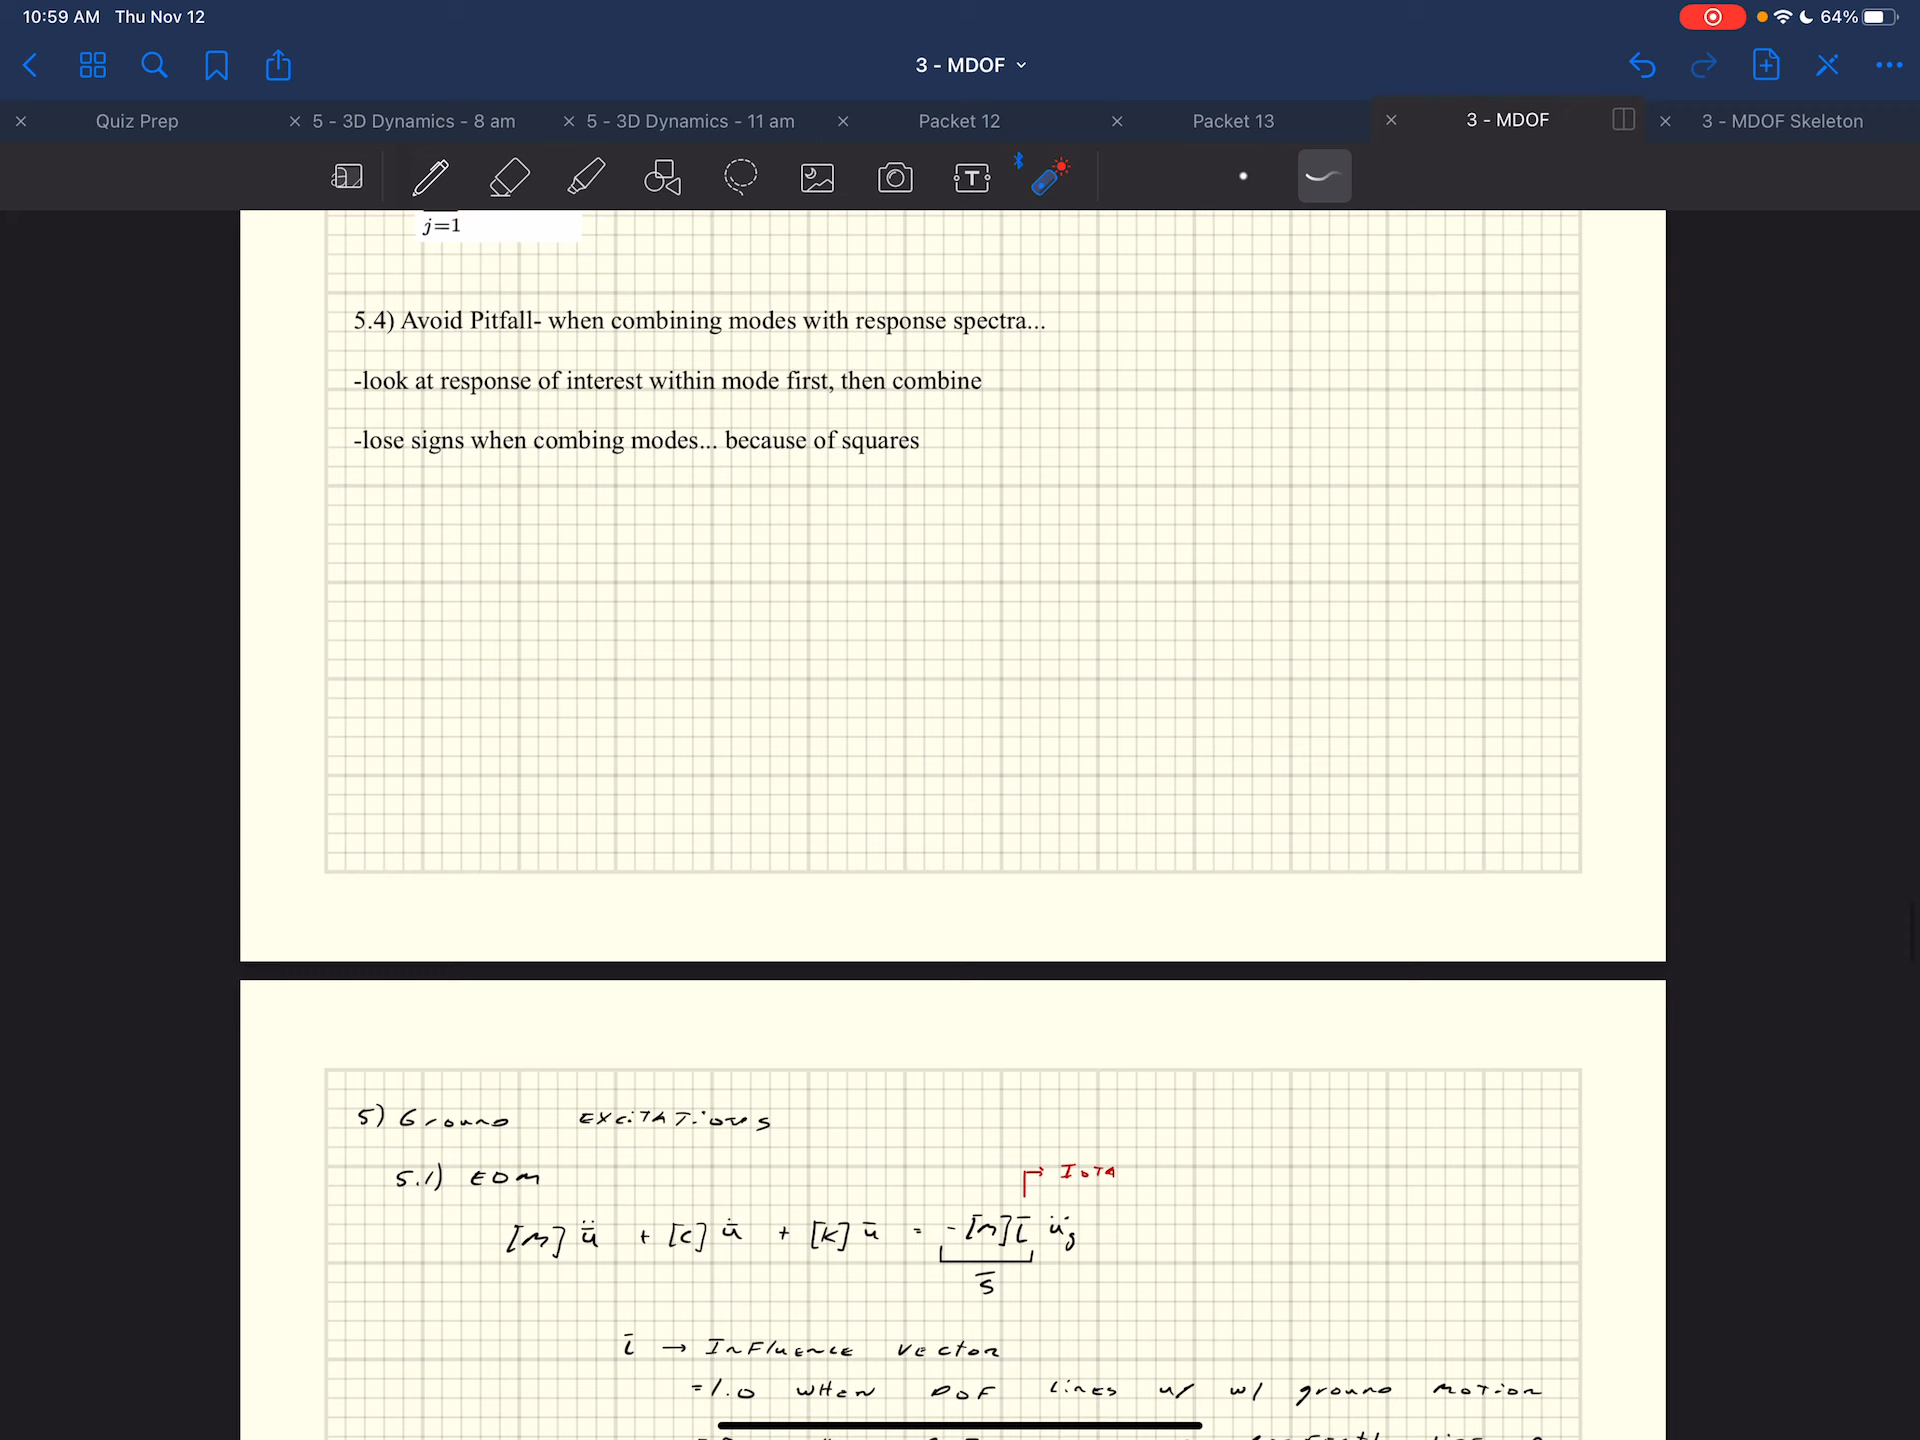 10:59 AM Thu Nov 12
64%
3 - MDOF
Quiz Prep
5 - 3D Dynamics - 8 am
5 - 3D Dynamics - 11 am
Packet 12
Packet 13
3 - MDOF
3 - MDOF Skeleton
T
j=1
5.4) Avoid Pitfall- when combining modes with response spectra...
-look at response of interest within mode first, then combine
-lose signs when combing modes... because of squares
5) Ground Excitations
5.1) EOM
→ IOTA
[m] ü + [c] u̇ + [k] ū = -[m] ῑ ü_g
s̄
ῑ → Influence vector
=1.0 when DOF lines up w/ ground motion